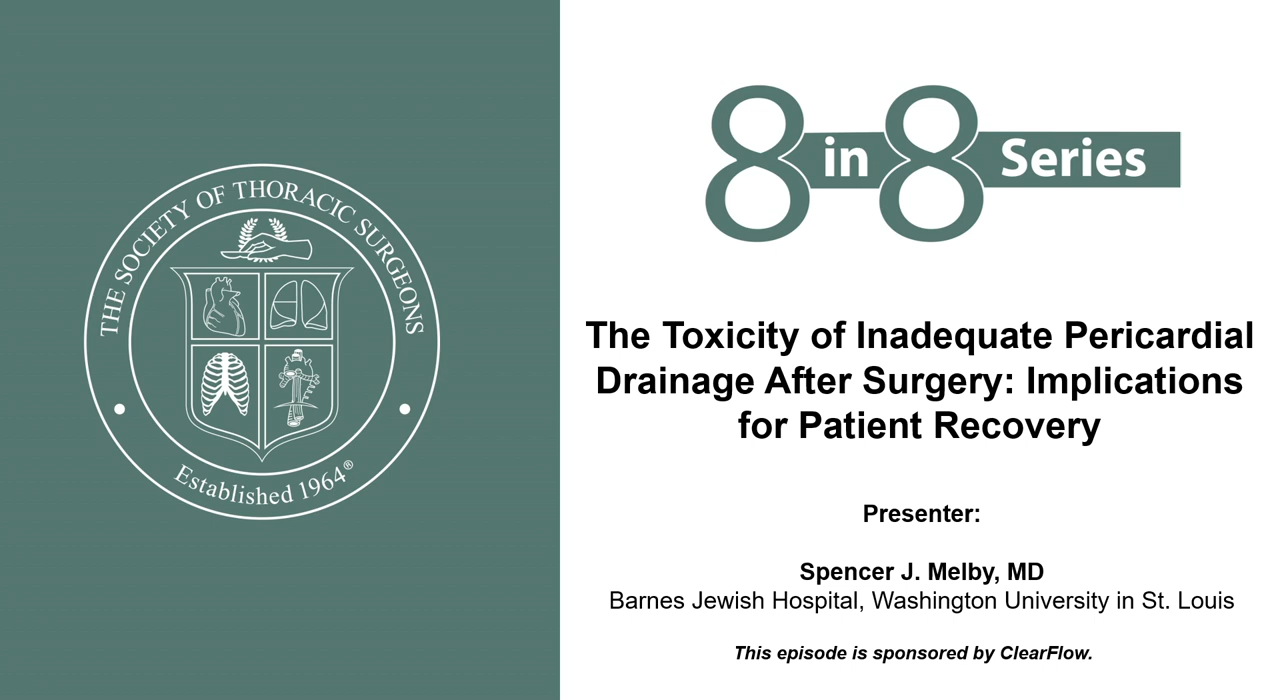 THE SOCIETY OF THORACIC SURGEONS
Established 1964®
8 in 8 Series
The Toxicity of Inadequate Pericardial
Drainage After Surgery: Implications
for Patient Recovery
Presenter:
Spencer J. Melby, MD
Barnes Jewish Hospital, Washington University in St. Louis
This episode is sponsored by ClearFlow.